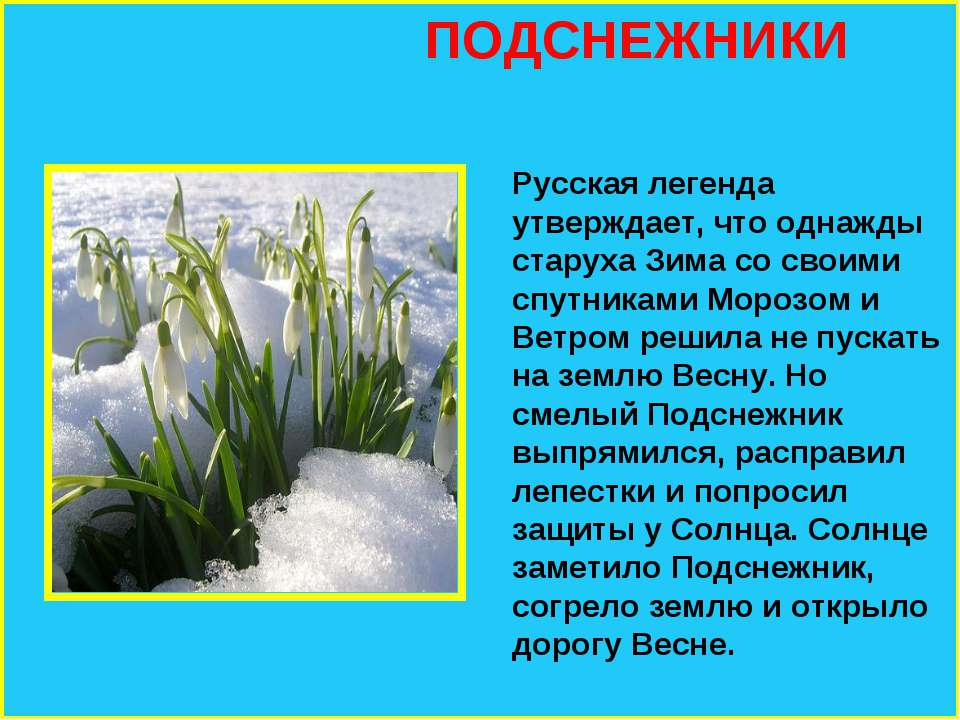 ПОДСНЕЖНИКИ
Русская легенда
утверждает, что однажды
старуха Зима со своими
спутниками Морозом и
Ветром решила не пускать
на землю Весну. Но
смелый Подснежник
выпрямился, расправил
лепестки и попросил
защиты у Солнца. Солнце
заметило Подснежник,
согрело землю и открыло
дорогу Весне.